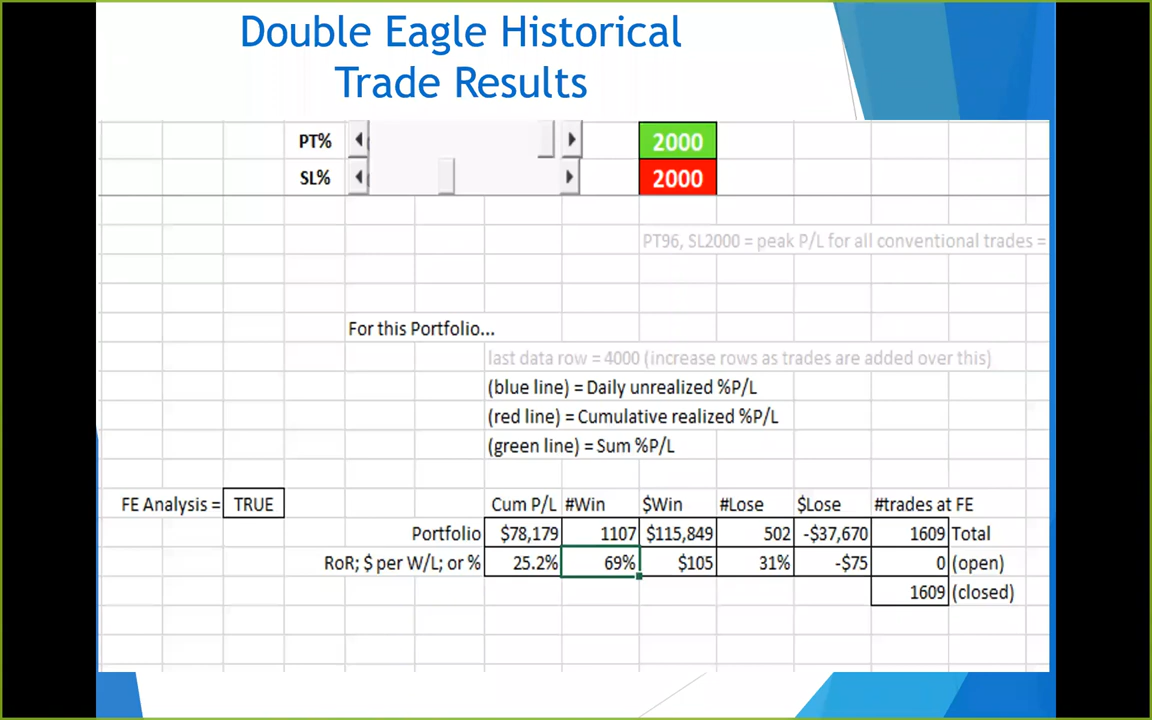 Double Eagle Historical
Trade Results
PT% 2000
SL% 2000
PT96, SL2000 = peak P/L for all conventional trades =
For this Portfolio...
last data row = 4000 (increase rows as trades are added over this)
(blue line) = Daily unrealized %P/L
(red line) = Cumulative realized %P/L
(green line) = Sum %P/L
FE Analysis = TRUE Cum P/L #Win $Win #Lose $Lose #trades at FE
Portfolio $78,179 1107 $115,849 502 -$37,670 1609 Total
RoR; $ per W/L; or % 25.2% 69% $105 31% -$75 0 (open)
1609 (closed)